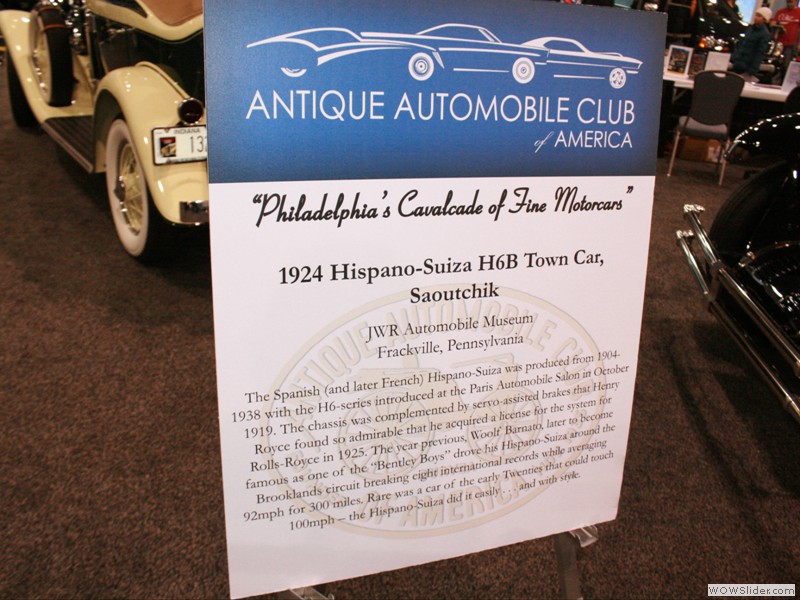 ANTIQUE AUTOMOBILE CLUB
of AMERICA
"Philadelphia's Cavalcade of Fine Motorcars"
1924 Hispano-Suiza H6B Town Car,
Saoutchik
JWR Automobile Museum
Frackville, Pennsylvania
The Spanish (and later French) Hispano-Suiza was produced from 1904-
1938 with the H6-series introduced at the Paris Automobile Salon in October
1919. The chassis was complemented by servo-assisted brakes that Henry
Royce found so admirable that he acquired a license for the system for
Rolls-Royce in 1925. The year previous, Woolf Barnato, later to become
famous as one of the "Bentley Boys" drove his Hispano-Suiza around the
Brooklands circuit breaking eight international records while averaging
92mph for 300 miles. Rare was a car of the early Twenties that could touch
100mph – the Hispano-Suiza did it easily . . . and with style.
ANTIQUE AUTOMOBILE CLUB
OF AMERICA
INDIANA
WOWSlider.com